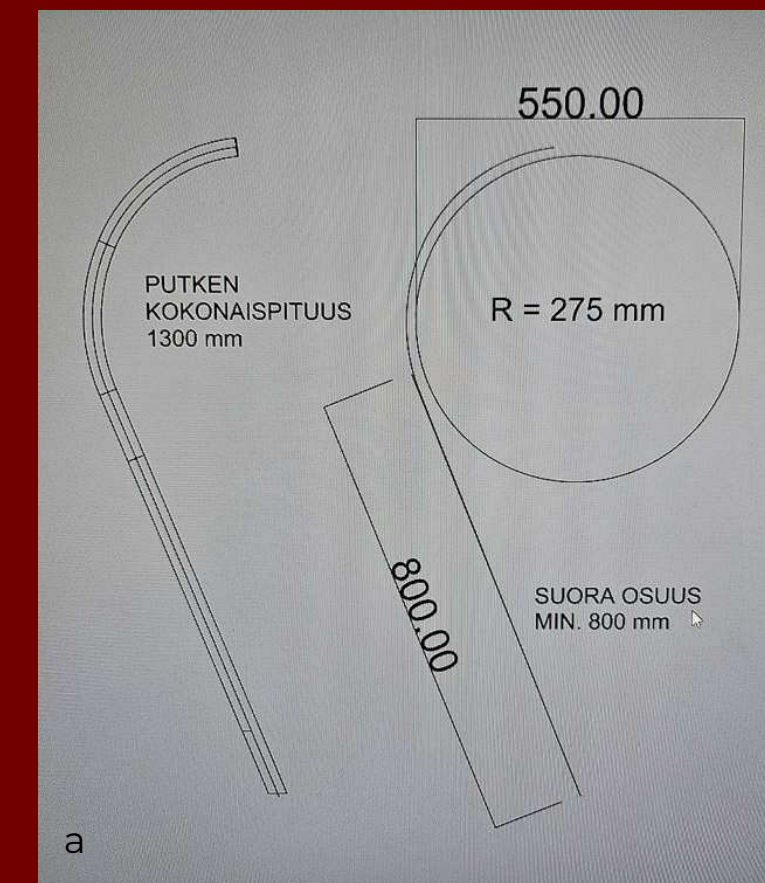 550.00
PUTKEN
KOKONAISPITUUS
1300 mm
R = 275 mm
800.00
SUORA OSUUS
MIN. 800 mm
a